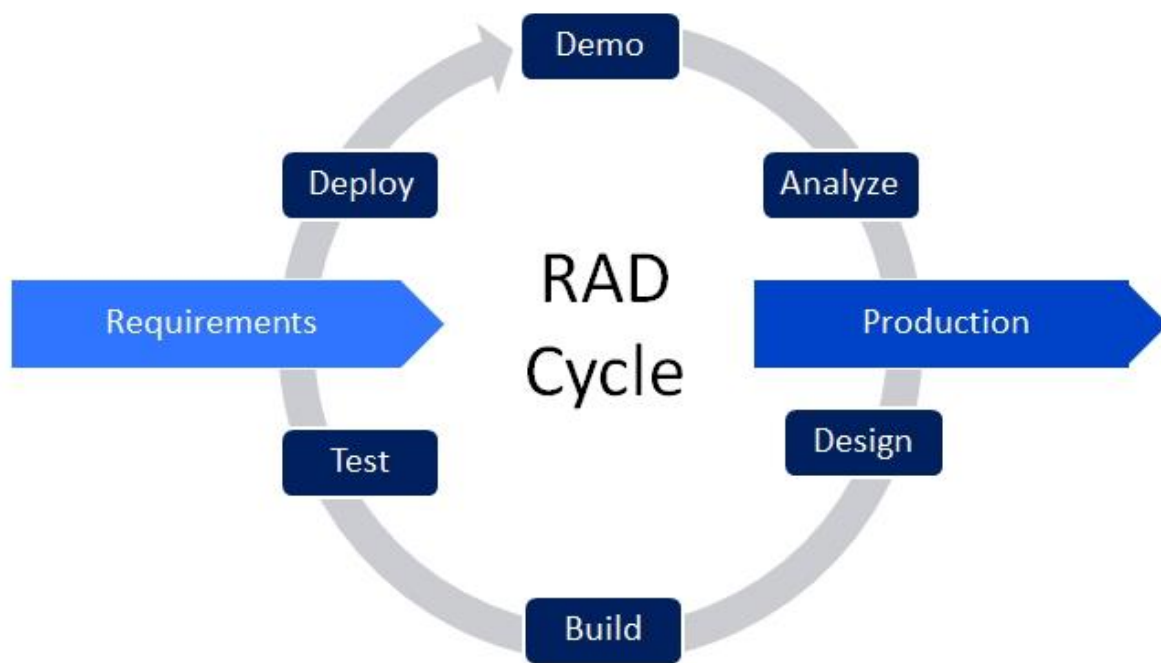 Demo
Deploy
Analyze
RAD
Cycle
Requirements
Production
Test
Design
Build